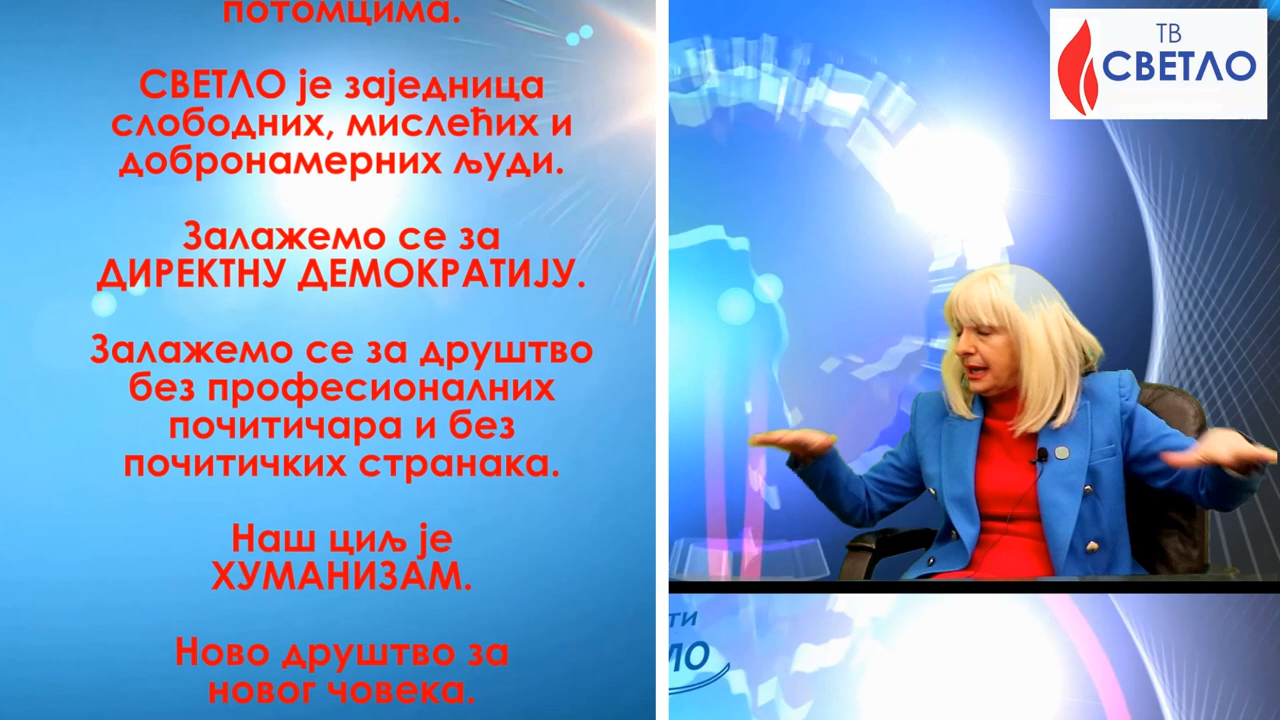 потомцима.
СВЕТЛО је заједница
слободних, мислећих и
добронамерних људи.
Залажемо се за
ДИРЕКТНУ ДЕМОКРАТИЈУ.
Залажемо се за друштво
без професионалних
почитичара и без
почитичких странака.
Наш циљ је
ХУМАНИЗАМ.
Ново друштво за
новог човека.
ТВ
СВЕТЛО